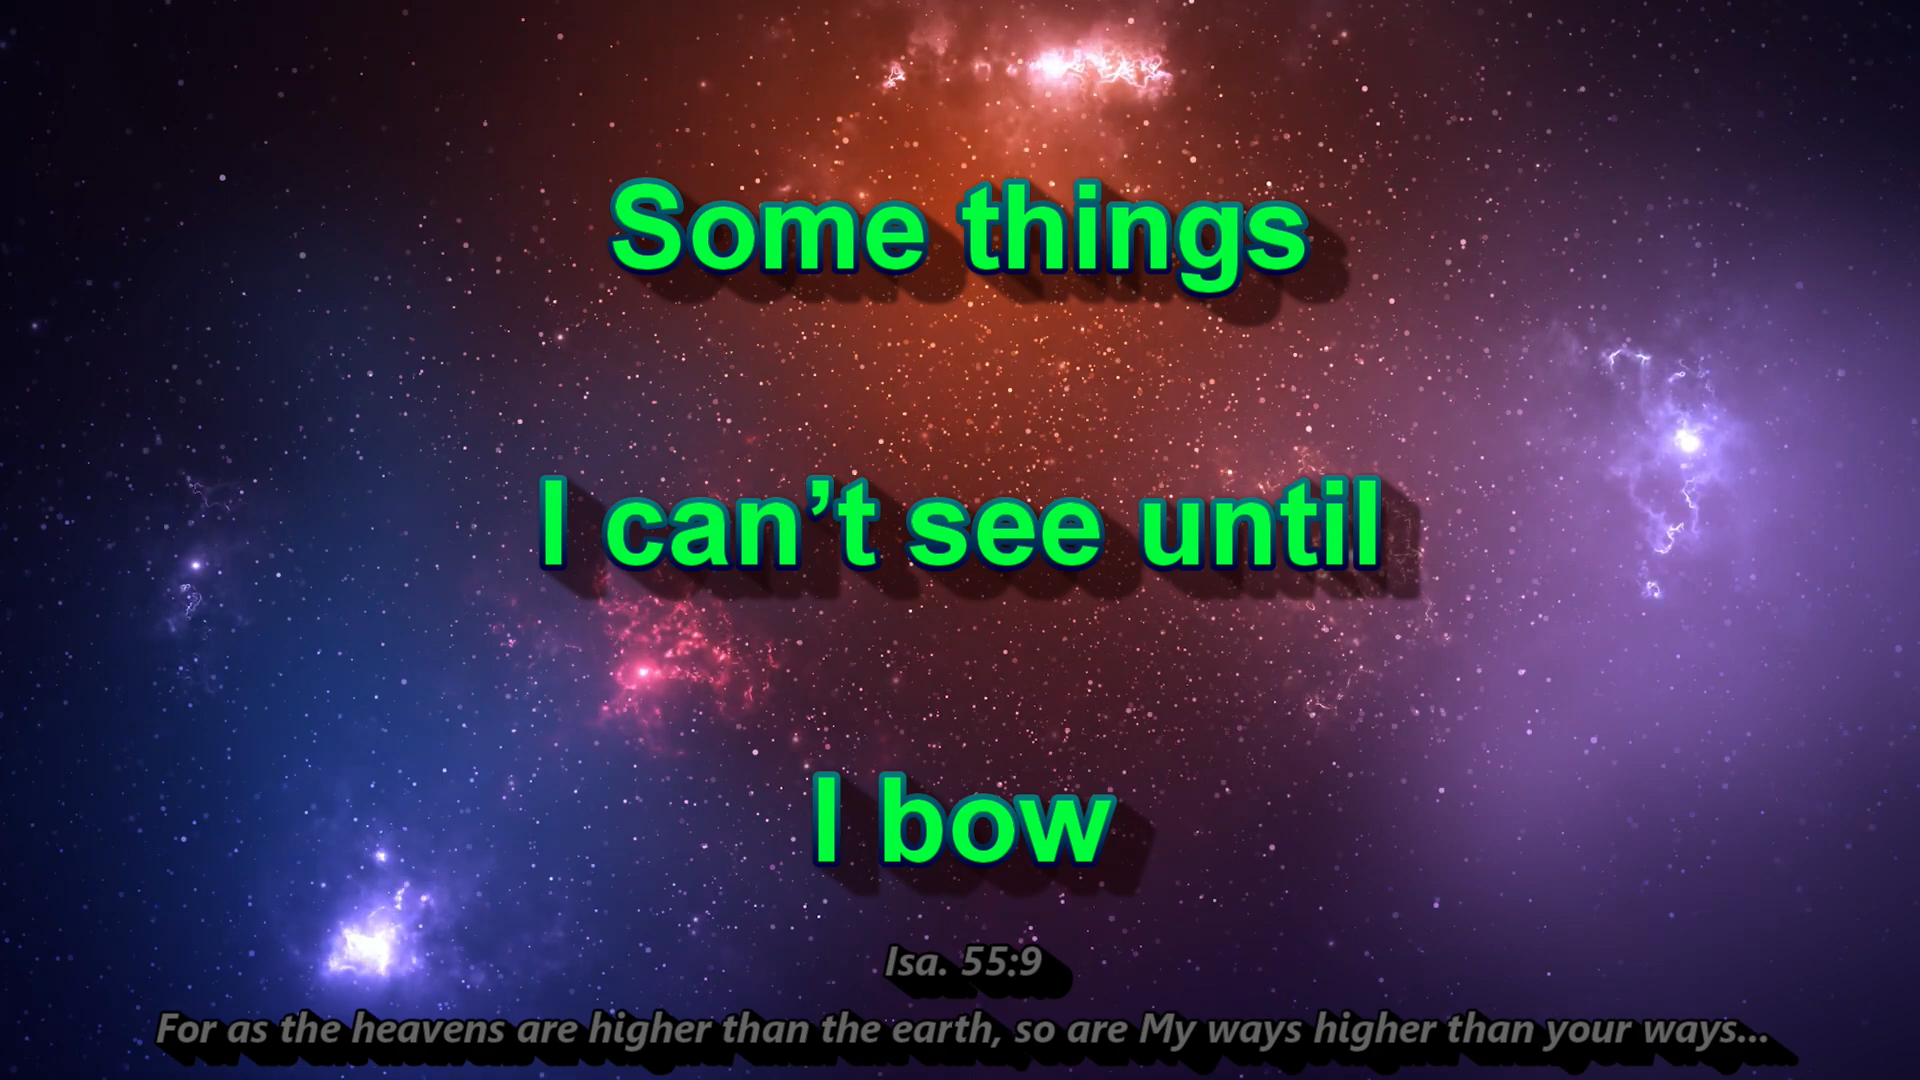 Some things
I can’t see until
I bow
Isa. 55:9
For as the heavens are higher than the earth, so are My ways higher than your ways...